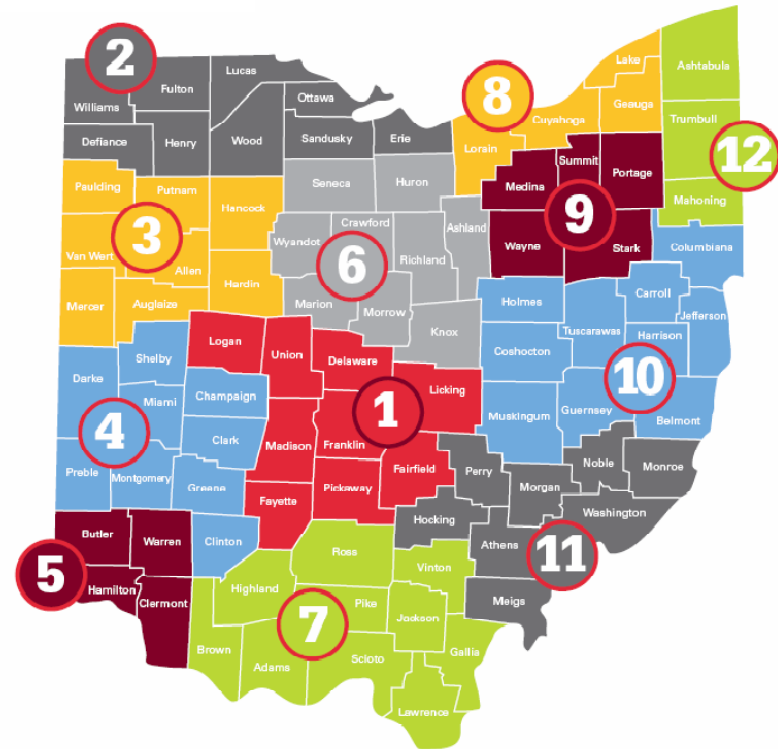 2
Williams
Fulton
Lucas
Ottawa
Defiance
Henry
Wood
Sandusky
Erie
8
Lake
Geauga
Cuyahoga
Lorain
Ashtabula
Trumbull
12
Mahoning
Paulding
Putnam
Hancock
3
Van Wert
Allen
Hardin
Mercer
Auglaize
Seneca
Huron
Crawford
Ashland
Wyandot
6
Richland
Marion
Morrow
Knox
Medina
Summit
Portage
9
Wayne
Stark
Columbiana
Holmes
Carroll
Jefferson
Tuscarawas
Harrison
Coshocton
10
Muskingum
Guernsey
Belmont
Logan
Union
Delaware
Licking
1
Madison
Franklin
Fairfield
Fayette
Pickaway
Shelby
Darke
Miami
Champaign
4
Clark
Preble
Montgomery
Greene
Clinton
Butler
Warren
5
Hamilton
Clermont
Perry
Noble
Monroe
Morgan
Washington
Hocking
Athens
11
Meigs
Ross
Vinton
Highland
7
Pike
Jackson
Brown
Adams
Scioto
Gallia
Lawrence